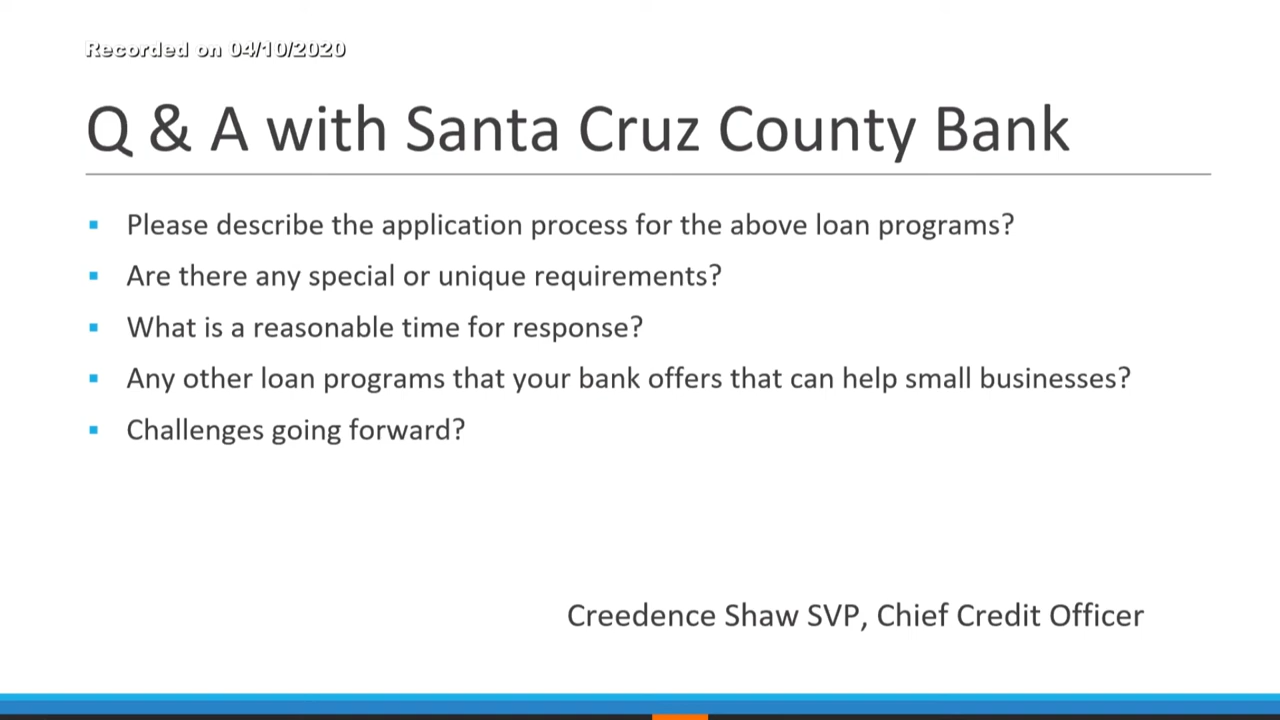 Recorded on 04/10/2020
Q & A with Santa Cruz County Bank
▪ Please describe the application process for the above loan programs?
▪ Are there any special or unique requirements?
▪ What is a reasonable time for response?
▪ Any other loan programs that your bank offers that can help small businesses?
▪ Challenges going forward?
Creedence Shaw SVP, Chief Credit Officer